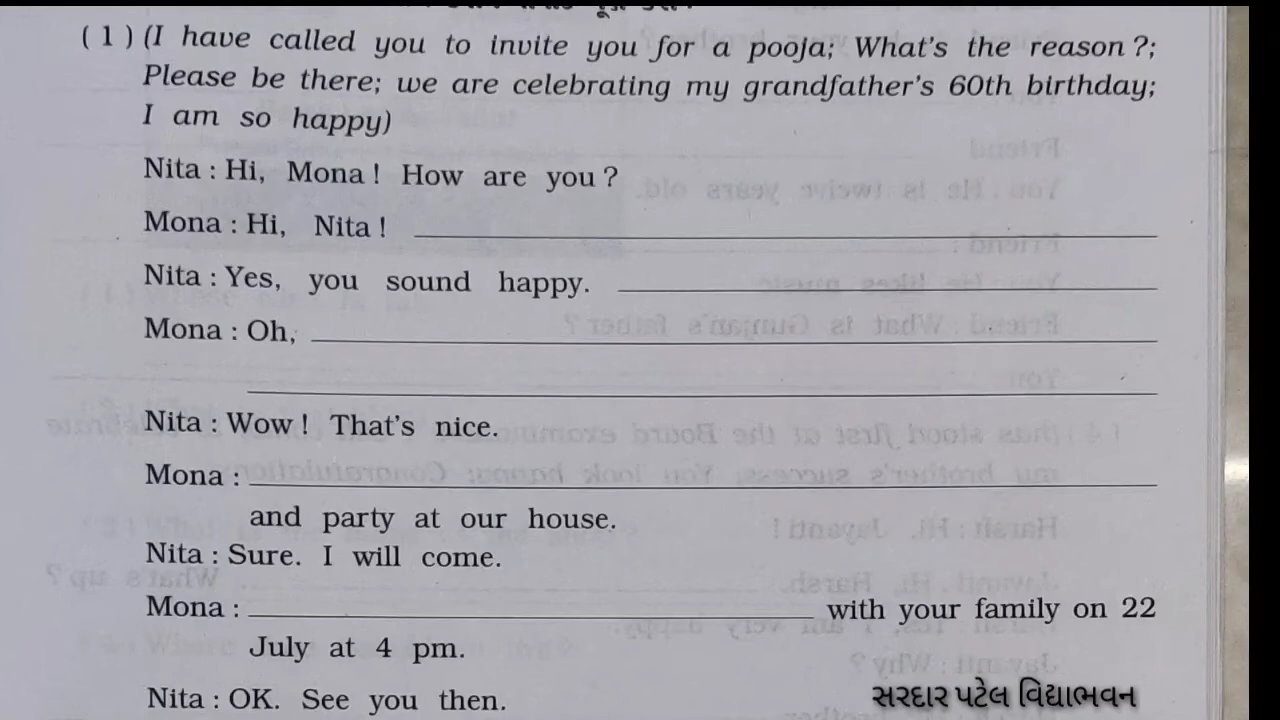 ( 1 ) (I have called you to invite you for a pooja; What's the reason ?;
Please be there; we are celebrating my grandfather's 60th birthday;
I am so happy)
Nita : Hi, Mona ! How are you ?
Mona : Hi, Nita !
Nita : Yes, you sound happy.
Mona : Oh,
Nita : Wow ! That's nice.
Mona :
and party at our house.
Nita : Sure. I will come.
Mona : with your family on 22
July at 4 pm.
Nita : OK. See you then.
સરદાર પટેલ વિદ્યાભવન